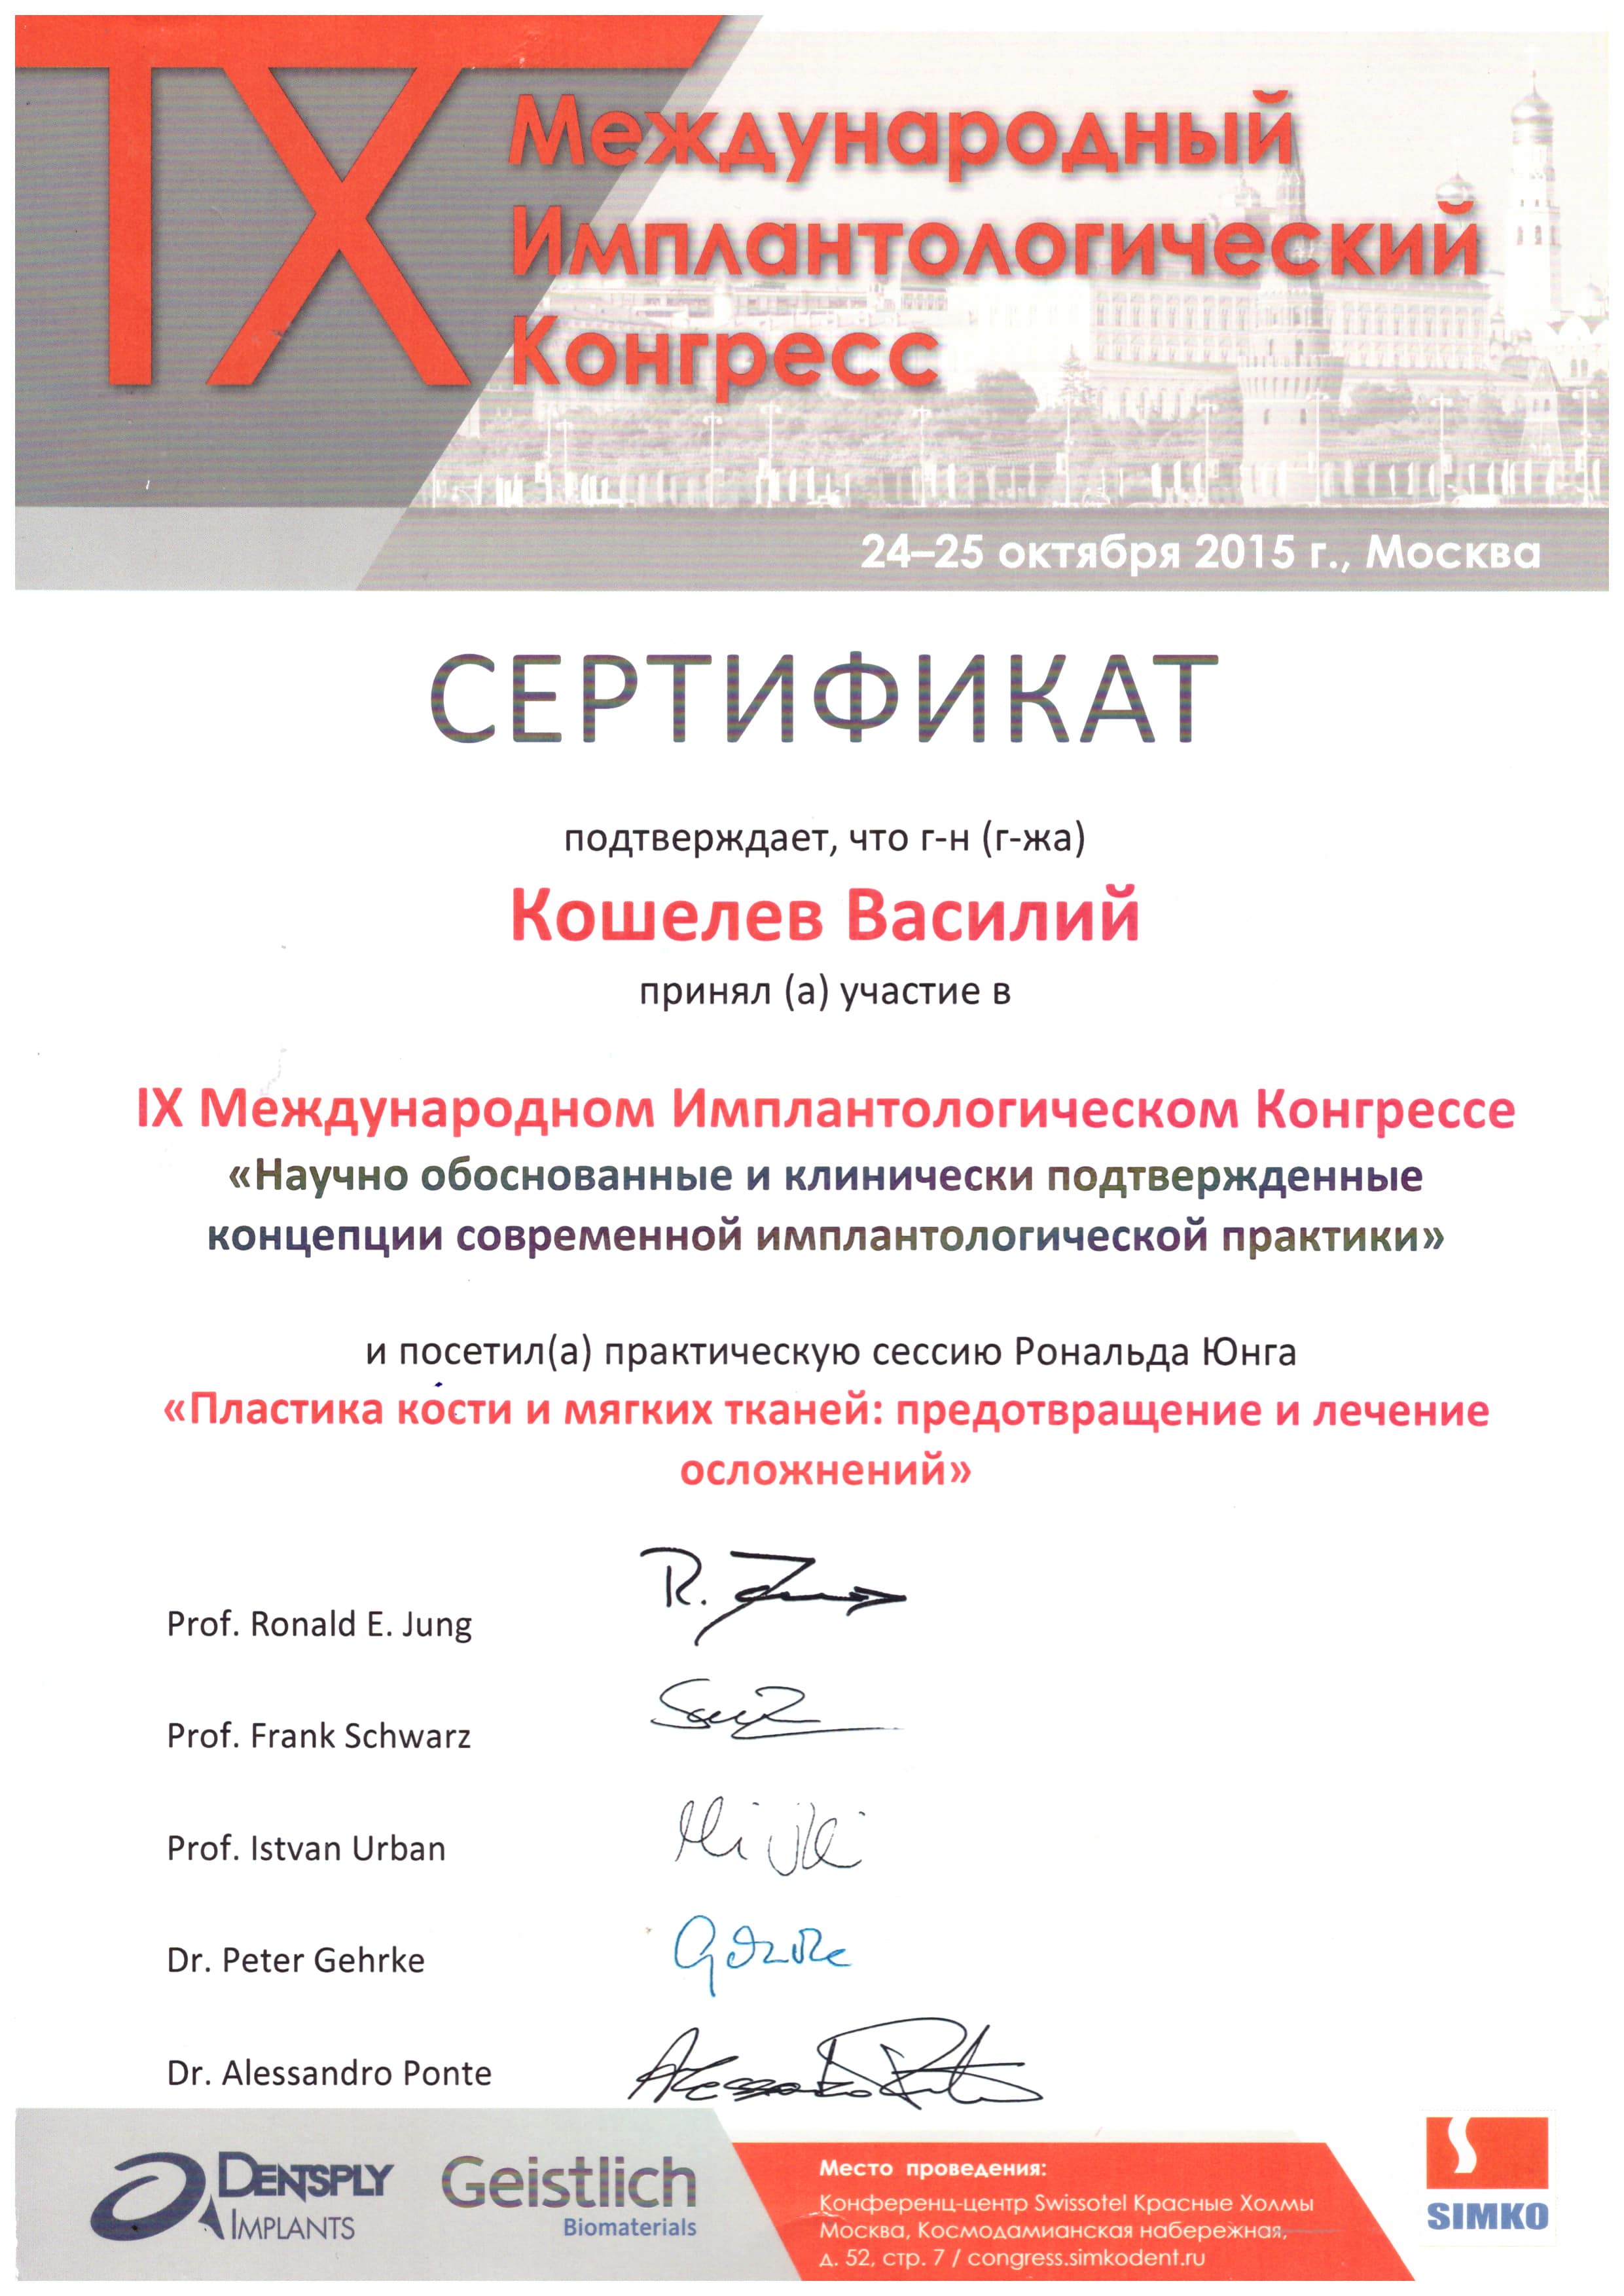 IX
Международный
Имплантологический
Конгресс
24–25 октября 2015 г., Москва
СЕРТИФИКАТ
подтверждает, что г-н (г-жа)
Кошелев Василий
принял (а) участие в
IX Международном Имплантологическом Конгрессе
«Научно обоснованные и клинически подтвержденные
концепции современной имплантологической практики»
и посетил(а) практическую сессию Рональда Юнга
«Пластика кости и мягких тканей: предотвращение и лечение
осложнений»
Prof. Ronald E. Jung
Prof. Frank Schwarz
Prof. Istvan Urban
Dr. Peter Gehrke
Dr. Alessandro Ponte
DENTSPLY
IMPLANTS
Geistlich
Biomaterials
Место проведения:
Конференц-центр Swissotel Красные Холмы
Москва, Космодамианская набережная,
д. 52, стр. 7 / congress.simkodent.ru
SIMKO